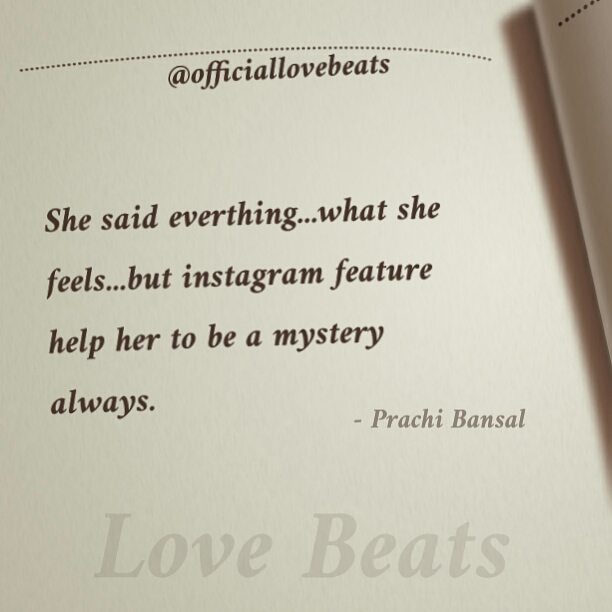 @officiallovebeats
She said everthing...what she
feels...but instagram feature
help her to be a mystery
always.
- Prachi Bansal
Love Beats